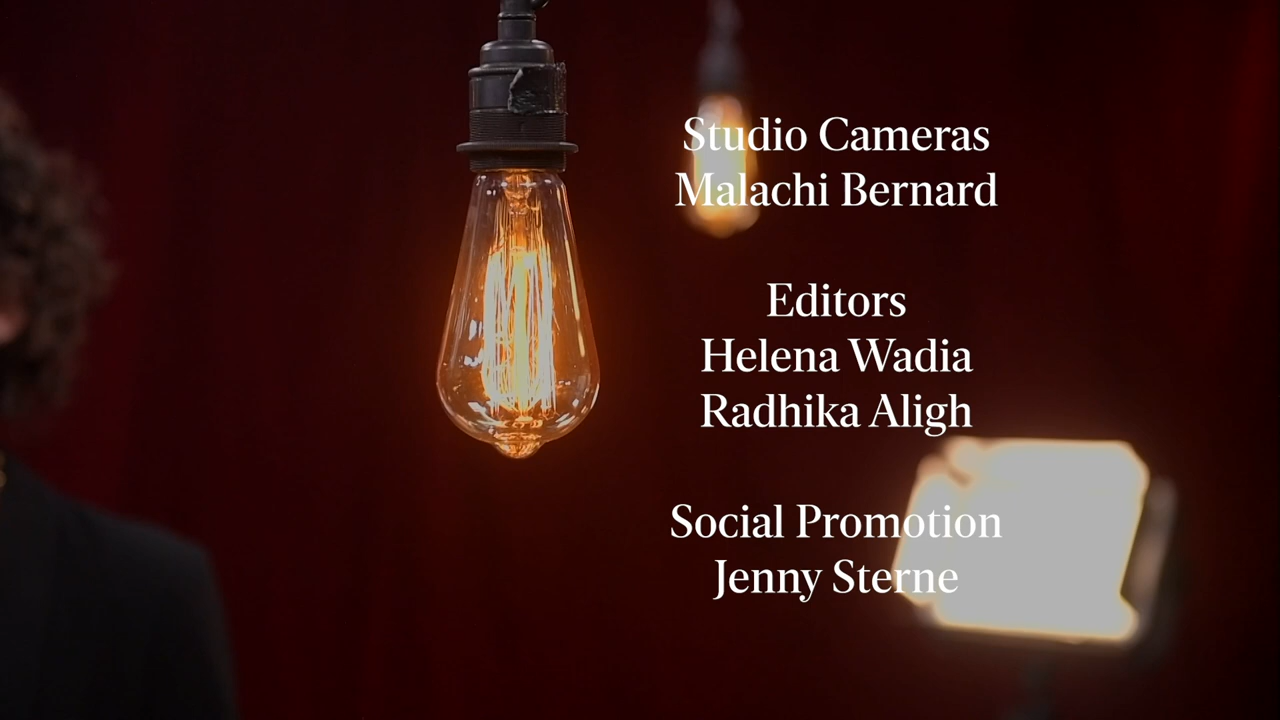 Studio Cameras
Malachi Bernard
Editors
Helena Wadia
Radhika Aligh
Social Promotion
Jenny Sterne